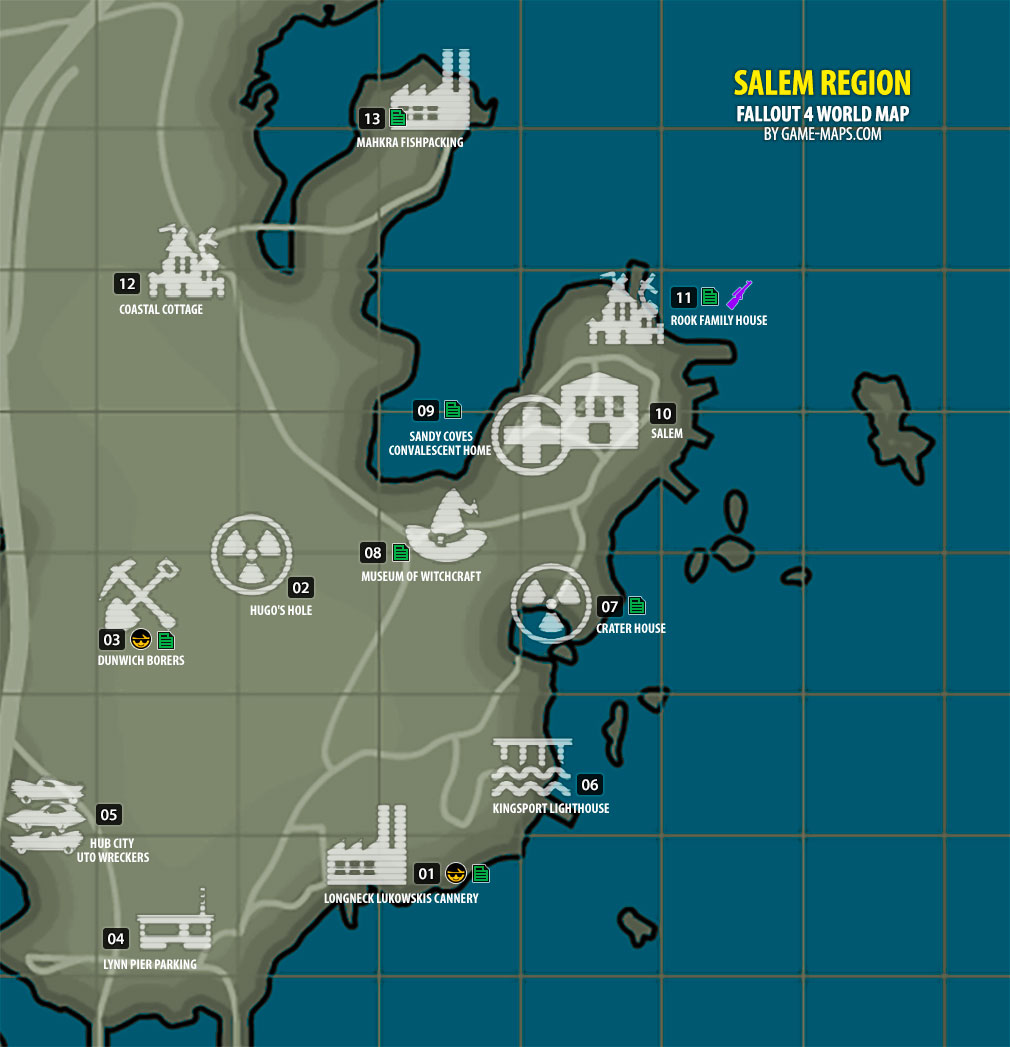 SALEM REGION
FALLOUT 4 WORLD MAP
BY GAME-MAPS.COM
13
MAHKRA FISHPACKING
12
COASTAL COTTAGE
11
ROOK FAMILY HOUSE
09
SANDY COVES
CONVALESCENT HOME
10
SALEM
08
MUSEUM OF WITCHCRAFT
02
HUGO'S HOLE
07
CRATER HOUSE
03
DUNWICH BORERS
06
KINGSPORT LIGHTHOUSE
05
HUB CITY
UTO WRECKERS
01
LONGNECK LUKOWSKIS CANNERY
04
LYNN PIER PARKING